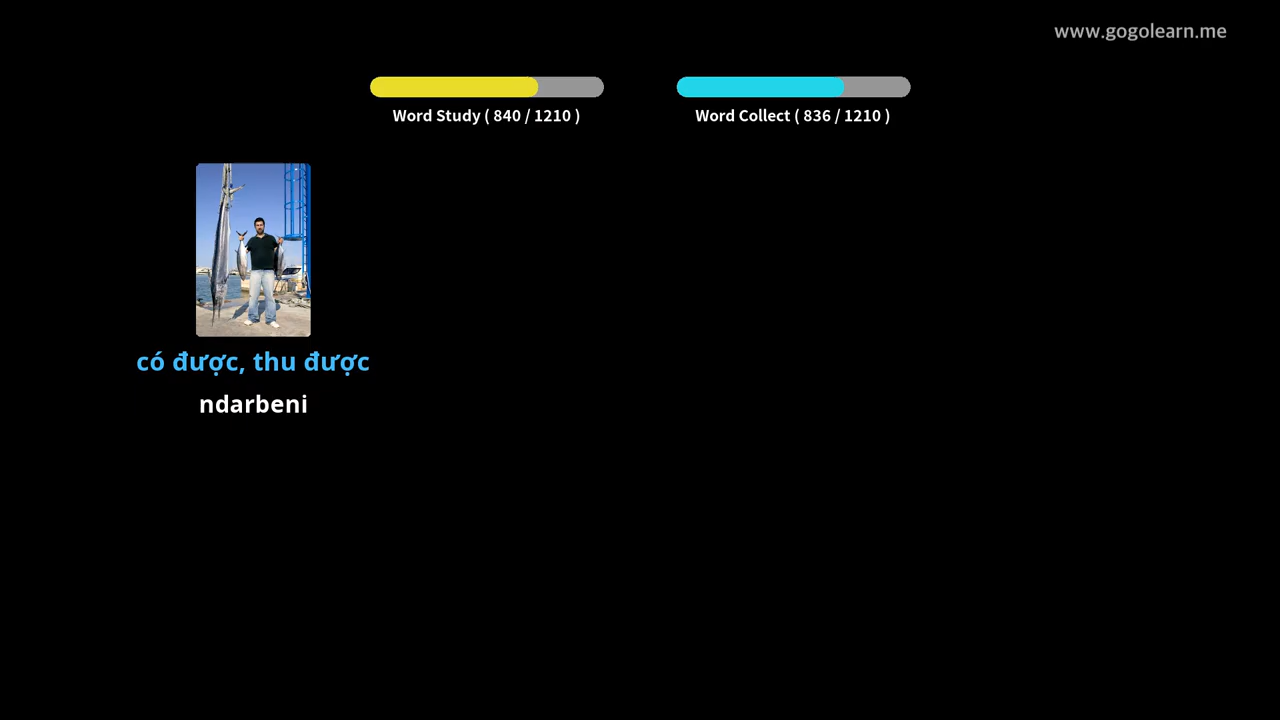 www.gogolearn.me
Word Study ( 840 / 1210 )
Word Collect ( 836 / 1210 )
có được, thu được
ndarbeni